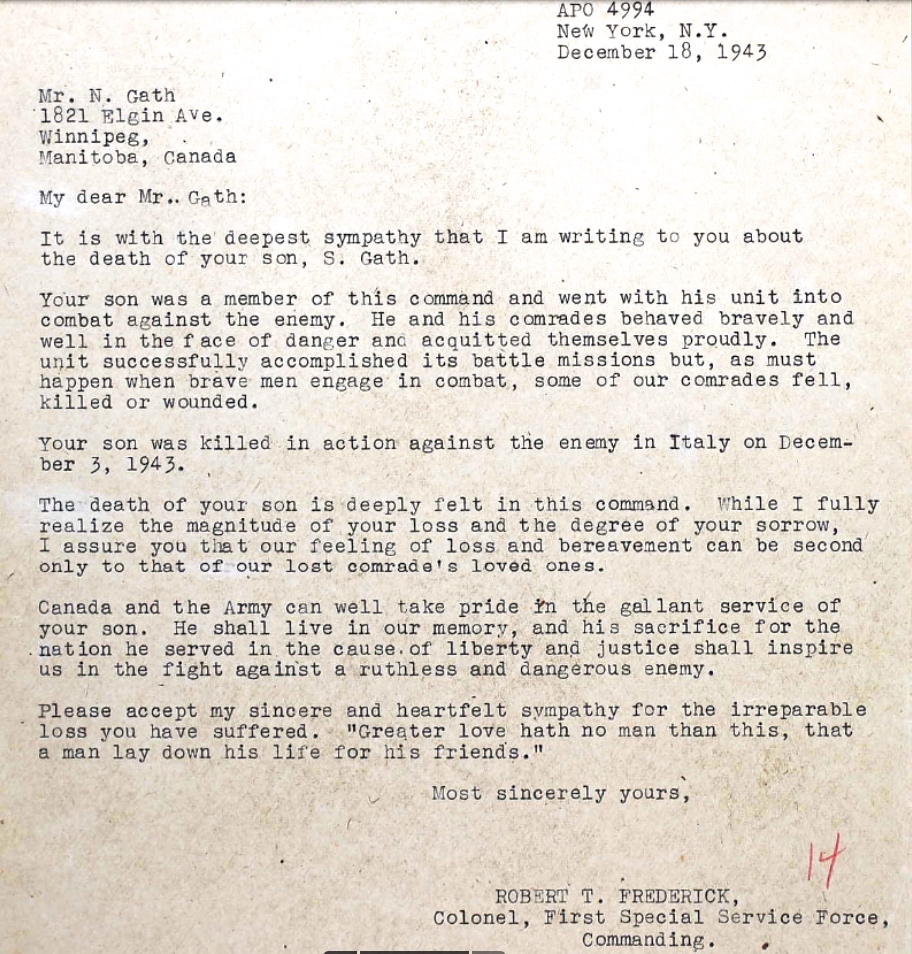 APO 4994
New York, N.Y.
December 18, 1943
Mr. N. Gath
1821 Elgin Ave.
Winnipeg,
Manitoba, Canada
My dear Mr.. Gath:
It is with the deepest sympathy that I am writing to you about
the death of your son, S. Gath.
Your son was a member of this command and went with his unit into
combat against the enemy. He and his comrades behaved bravely and
well in the face of danger and acquitted themselves proudly. The
unit successfully accomplished its battle missions but, as must
happen when brave men engage in combat, some of our comrades fell,
killed or wounded.
Your son was killed in action against the enemy in Italy on Decem-
ber 3, 1943.
The death of your son is deeply felt in this command. While I fully
realize the magnitude of your loss and the degree of your sorrow,
I assure you that our feeling of loss and bereavement can be second
only to that of our lost comrade's loved ones.
Canada and the Army can well take pride in the gallant service of
your son. He shall live in our memory, and his sacrifice for the
nation he served in the cause of liberty and justice shall inspire
us in the fight against a ruthless and dangerous enemy.
Please accept my sincere and heartfelt sympathy for the irreparable
loss you have suffered. "Greater love hath no man than this, that
a man lay down his life for his friends."
Most sincerely yours,
14
ROBERT T. FREDERICK,
Colonel, First Special Service Force,
Commanding.